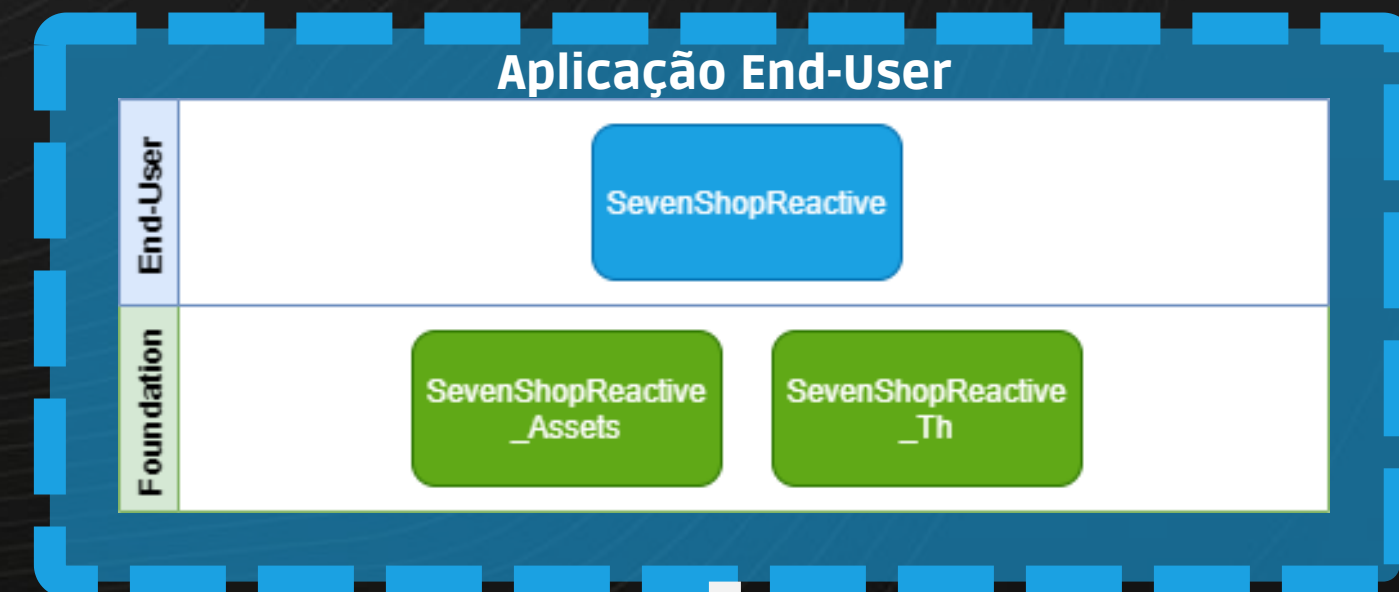 Aplicação End-User
End-User
SevenShopReactive
Foundation
SevenShopReactive
_Assets
SevenShopReactive
_Th